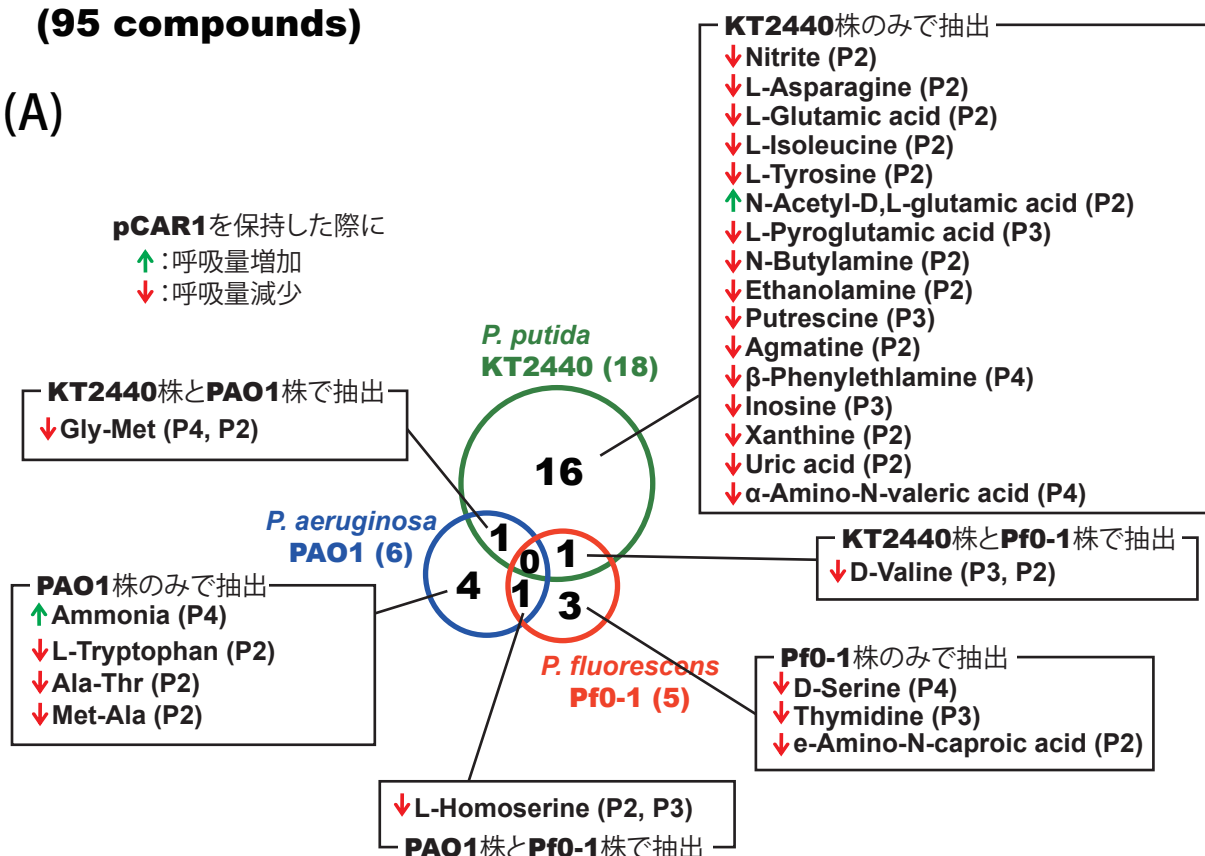 (95 compounds)
(A)
pCAR1を保持した際に
↑:呼吸量増加
↓:呼吸量減少
KT2440株のみで抽出
↓Nitrite (P2)
↓L-Asparagine (P2)
↓L-Glutamic acid (P2)
↓L-Isoleucine (P2)
↓L-Tyrosine (P2)
↑N-Acetyl-D,L-glutamic acid (P2)
↓L-Pyroglutamic acid (P3)
↓N-Butylamine (P2)
↓Ethanolamine (P2)
↓Putrescine (P3)
↓Agmatine (P2)
↓β-Phenylethlamine (P4)
↓Inosine (P3)
↓Xanthine (P2)
↓Uric acid (P2)
↓α-Amino-N-valeric acid (P4)
P. putida
KT2440 (18)
KT2440株とPAO1株で抽出
↓Gly-Met (P4, P2)
16
P. aeruginosa
PAO1 (6)
1
0
1
4
1
3
KT2440株とPf0-1株で抽出
↓D-Valine (P3, P2)
PAO1株のみで抽出
↑Ammonia (P4)
↓L-Tryptophan (P2)
↓Ala-Thr (P2)
↓Met-Ala (P2)
P. fluorescons
Pf0-1 (5)
Pf0-1株のみで抽出
↓D-Serine (P4)
↓Thymidine (P3)
↓e-Amino-N-caproic acid (P2)
↓L-Homoserine (P2, P3)
PAO1株とPf0-1株で抽出